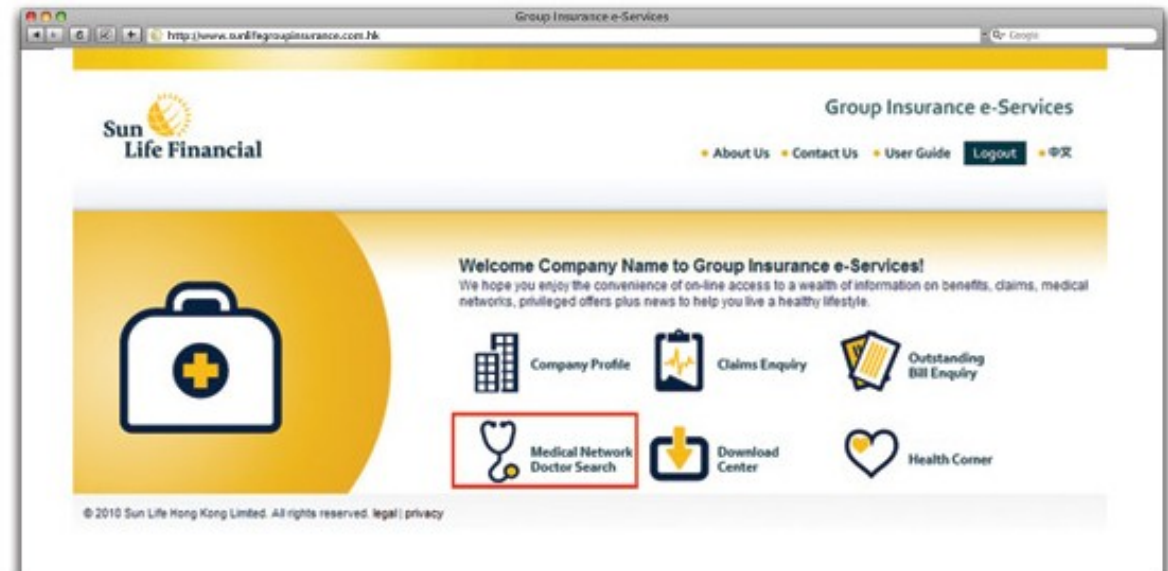 Group Insurance e-Services
http://www.sunlifegroupinsurance.com.hk
Google
Sun
Life Financial
Group Insurance e-Services
About Us
Contact Us
User Guide
Logout
中文
Welcome Company Name to Group Insurance e-Services!
We hope you enjoy the convenience of on-line access to a wealth of information on benefits, claims, medical
networks, privileged offers plus news to help you live a healthy lifestyle.
Company Profile
Claims Enquiry
Outstanding
Bill Enquiry
Medical Network
Doctor Search
Download
Center
Health Corner
© 2010 Sun Life Hong Kong Limited. All rights reserved. legal | privacy